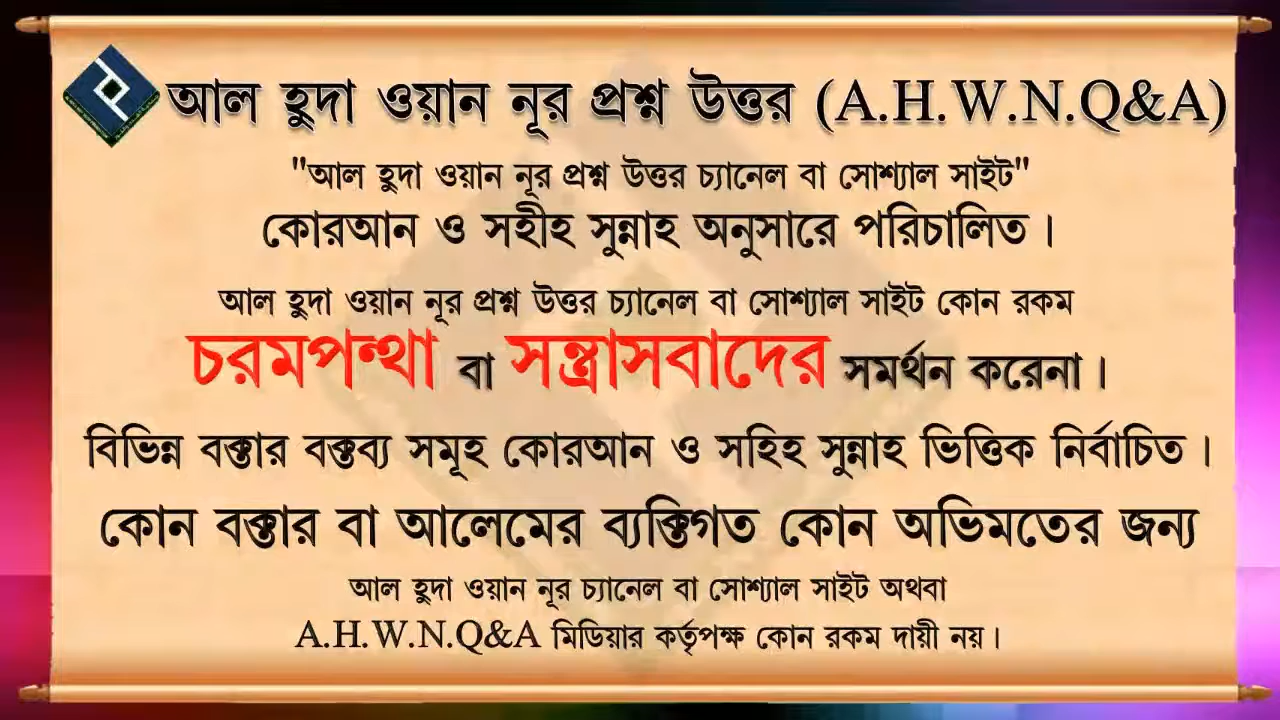 আল হুদা ওয়ান নূর প্রশ্ন উত্তর (A.H.W.N.Q&A)
"আল হুদা ওয়ান নূর প্রশ্ন উত্তর চ্যানেল বা সোশ্যাল সাইট"
কোরআন ও সহীহ সুন্নাহ অনুসারে পরিচালিত।
আল হুদা ওয়ান নূর প্রশ্ন উত্তর চ্যানেল বা সোশ্যাল সাইট কোন রকম
চরমপন্থা বা সন্ত্রাসবাদের সমর্থন করেনা।
বিভিন্ন বক্তার বক্তব্য সমূহ কোরআন ও সহিহ সুন্নাহ ভিত্তিক নির্বাচিত।
কোন বক্তার বা আলেমের ব্যক্তিগত কোন অভিমতের জন্য
আল হুদা ওয়ান নূর চ্যানেল বা সোশ্যাল সাইট অথবা
A.H.W.N.Q&A মিডিয়ার কর্তৃপক্ষ কোন রকম দায়ী নয়।